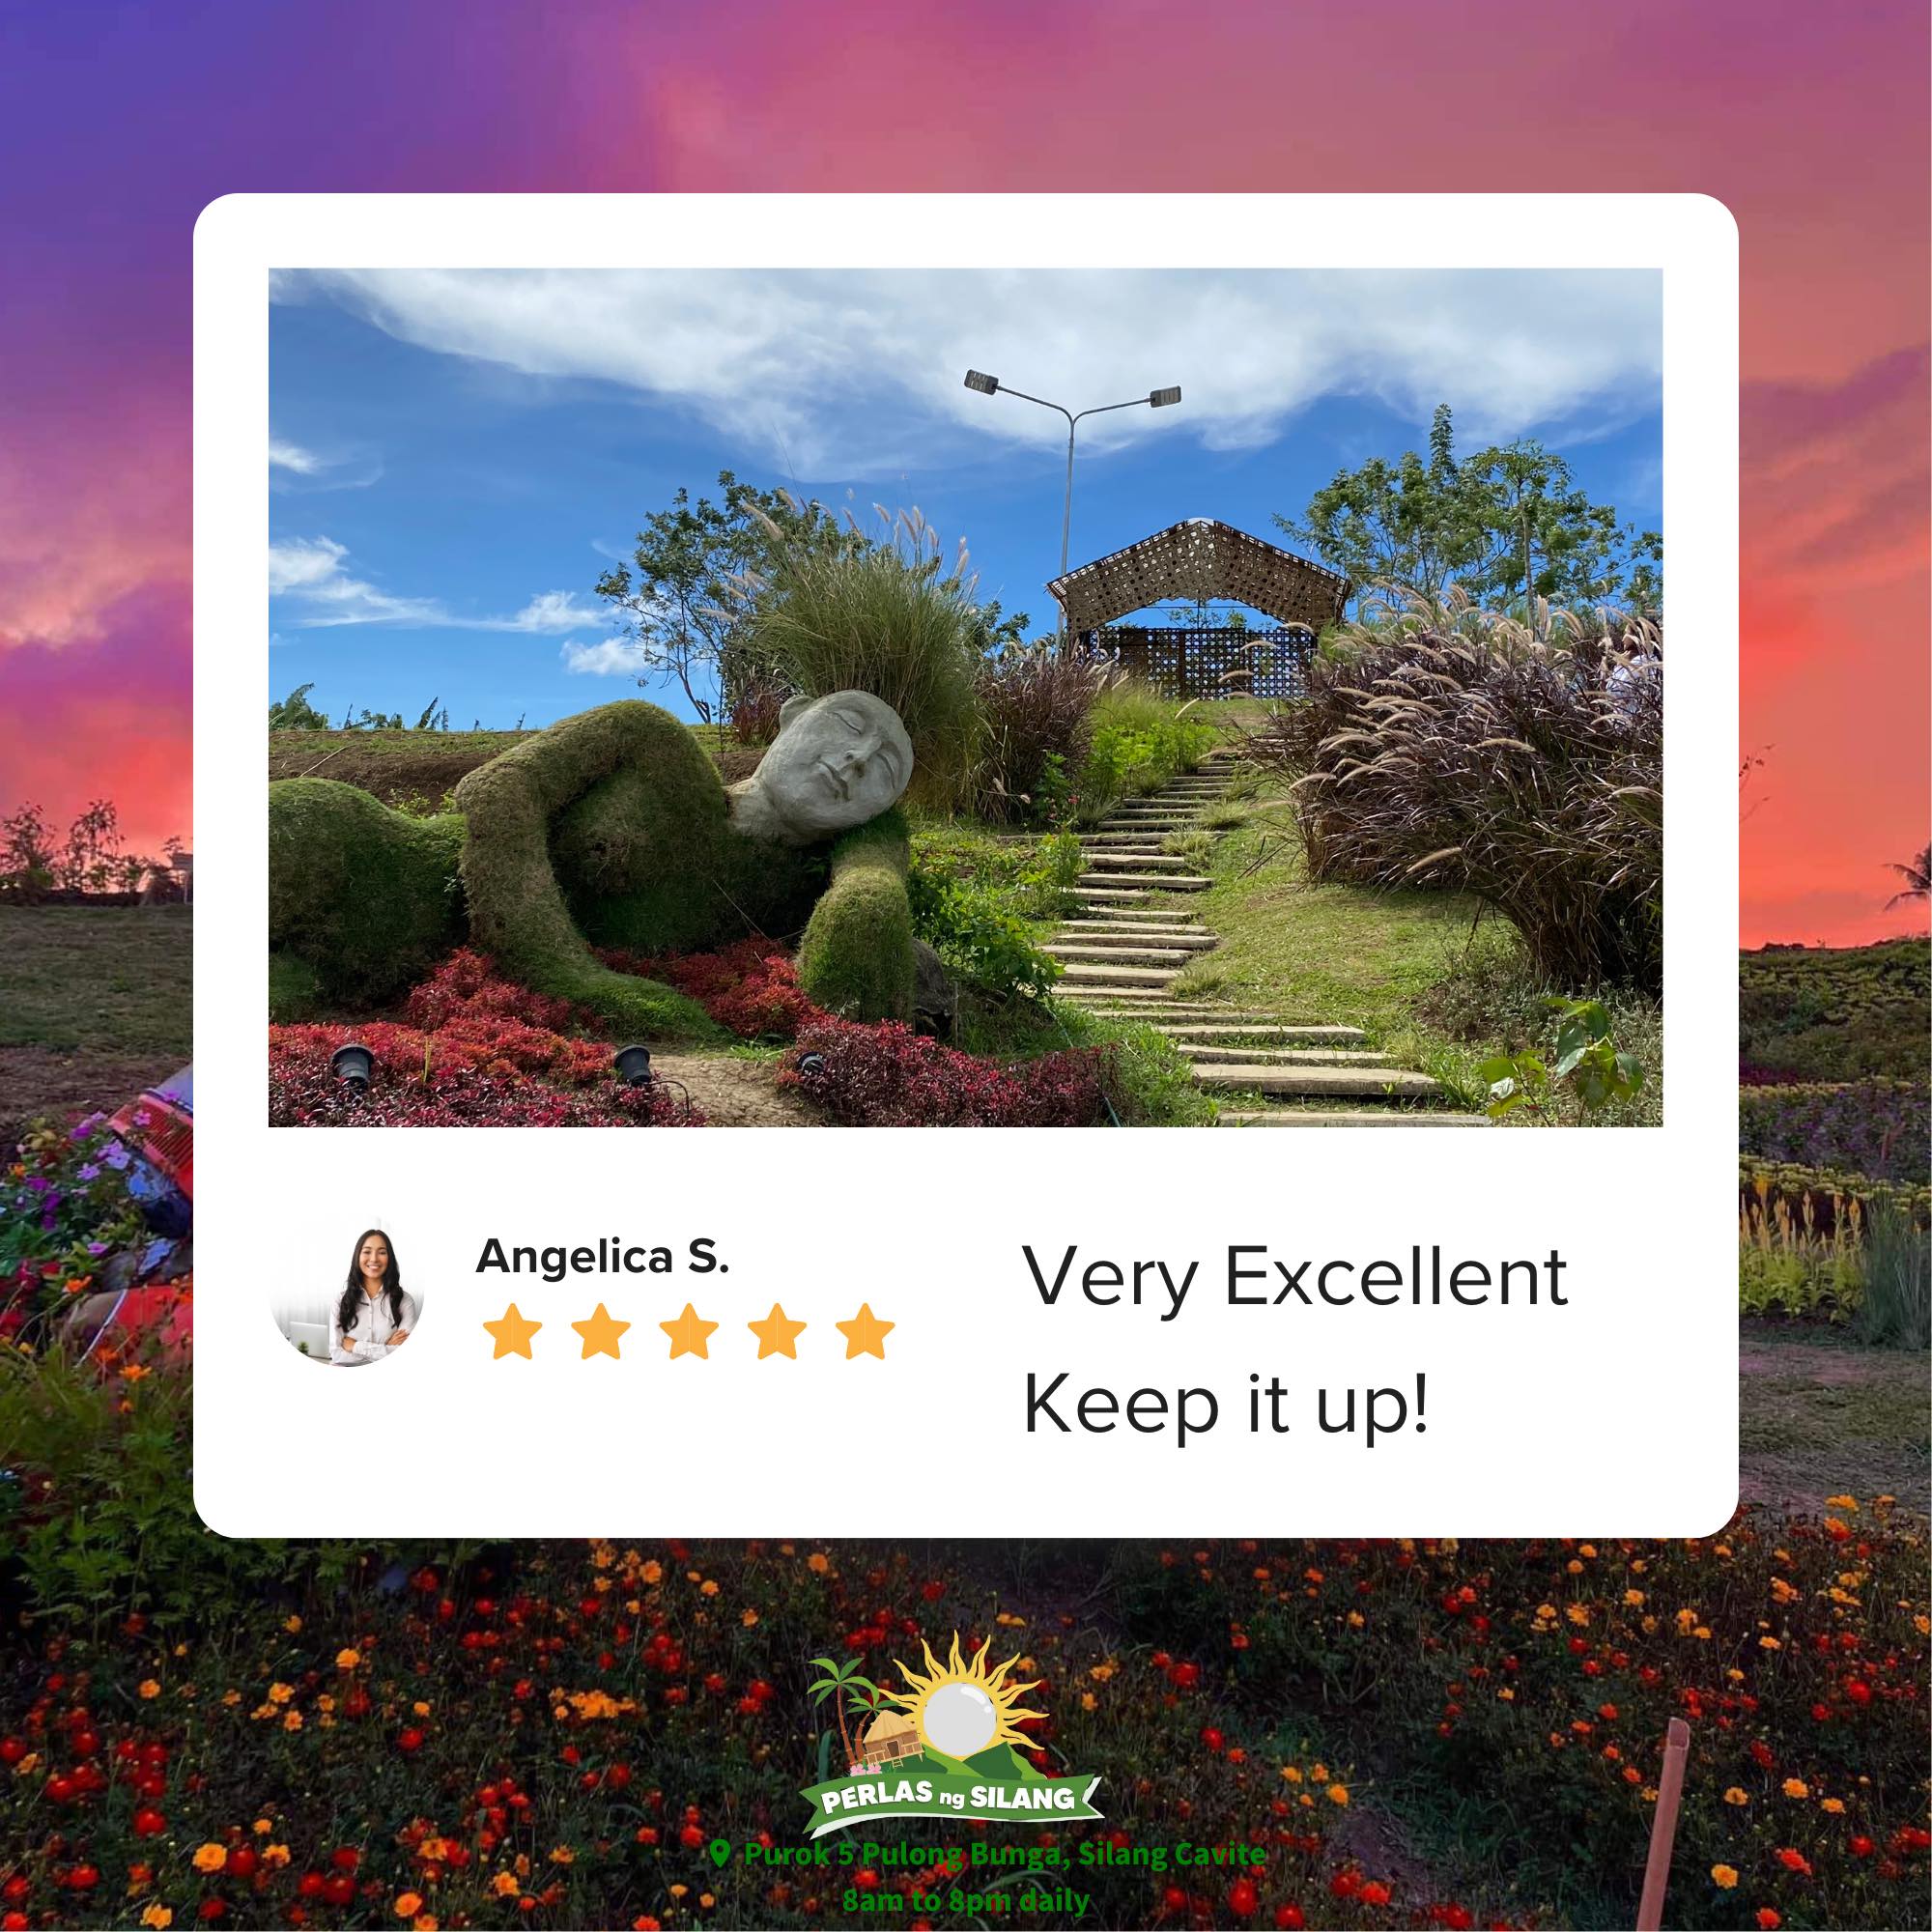 Angelica S.
Very Excellent
Keep it up!
PERLAS ng SILANG
Purok 5 Pulong Bunga, Silang Cavite
8am to 8pm daily